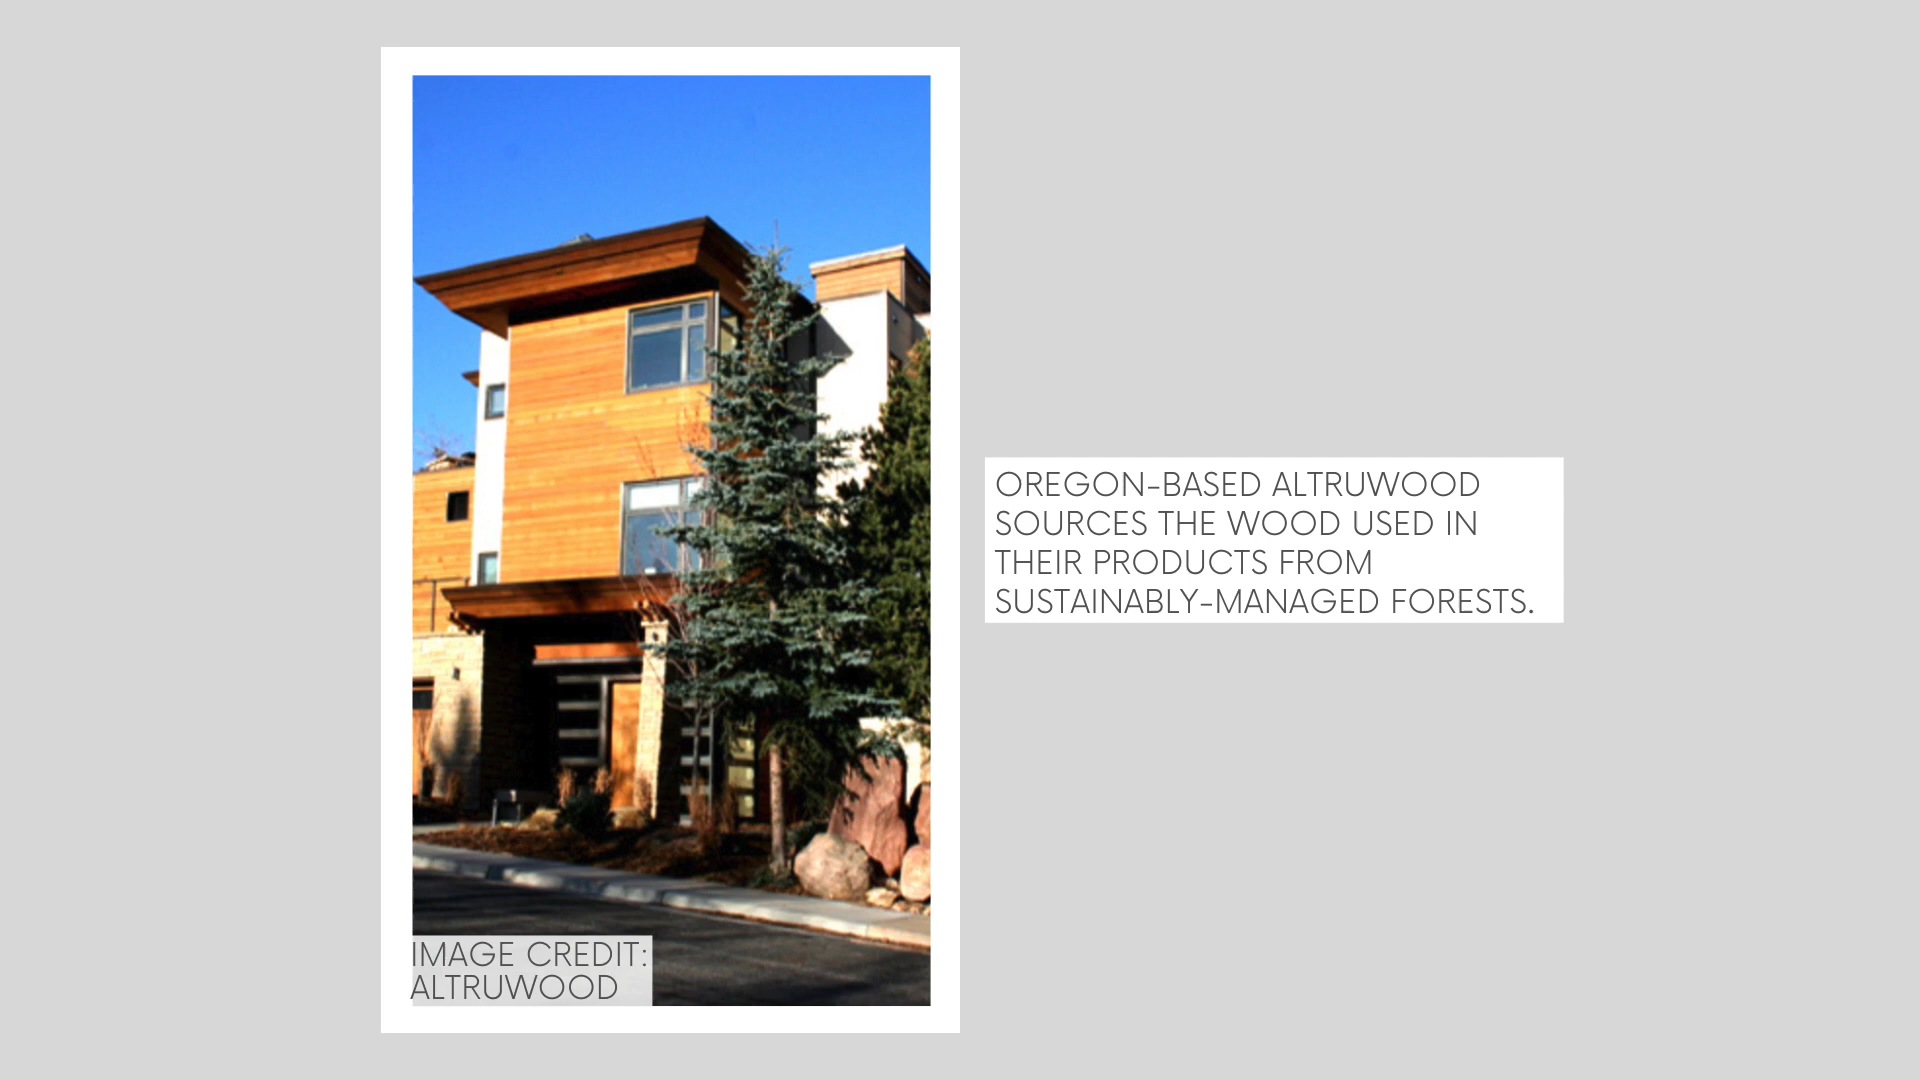 OREGON-BASED ALTRUWOOD
SOURCES THE WOOD USED IN
THEIR PRODUCTS FROM
SUSTAINABLY-MANAGED FORESTS.
IMAGE CREDIT:
ALTRUWOOD